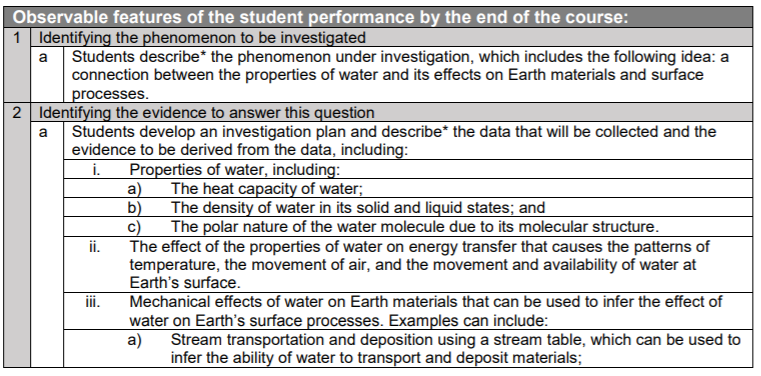 Observable features of the student performance by the end of the course:
1 Identifying the phenomenon to be investigated
a Students describe* the phenomenon under investigation, which includes the following idea: a
connection between the properties of water and its effects on Earth materials and surface
processes.
2 Identifying the evidence to answer this question
a Students develop an investigation plan and describe* the data that will be collected and the
evidence to be derived from the data, including:
i. Properties of water, including:
a) The heat capacity of water;
b) The density of water in its solid and liquid states; and
c) The polar nature of the water molecule due to its molecular structure.
ii. The effect of the properties of water on energy transfer that causes the patterns of
temperature, the movement of air, and the movement and availability of water at
Earth's surface.
iii. Mechanical effects of water on Earth materials that can be used to infer the effect of
water on Earth's surface processes. Examples can include:
a) Stream transportation and deposition using a stream table, which can be used to
infer the ability of water to transport and deposit materials;